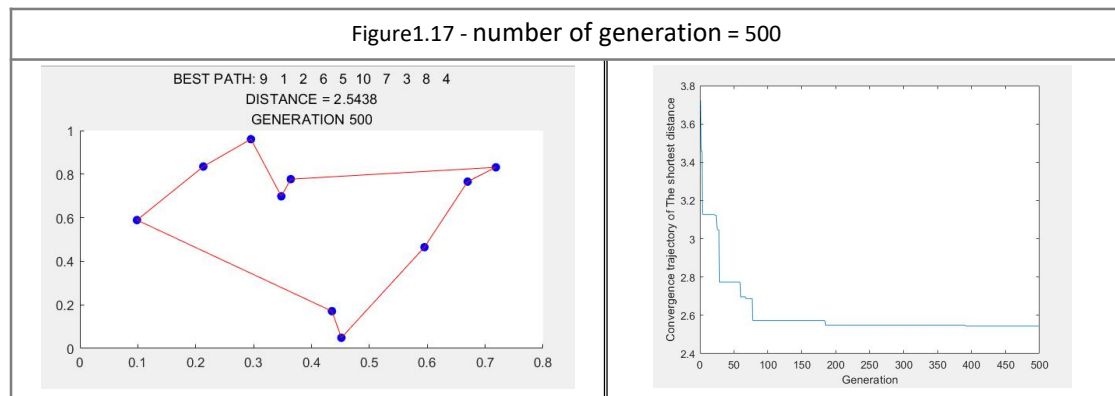 Figure1.17 - number of generation = 500
BEST PATH: 9 1 2 6 5 10 7 3 8 4
DISTANCE = 2.5438
GENERATION 500
1
0.8
0.6
0.4
0.2
0
0 0.1 0.2 0.3 0.4 0.5 0.6 0.7 0.8
Convergence trajectory of The shortest distance
3.8
3.6
3.4
3.2
3
2.8
2.6
2.4
0 50 100 150 200 250 300 350 400 450 500
Generation